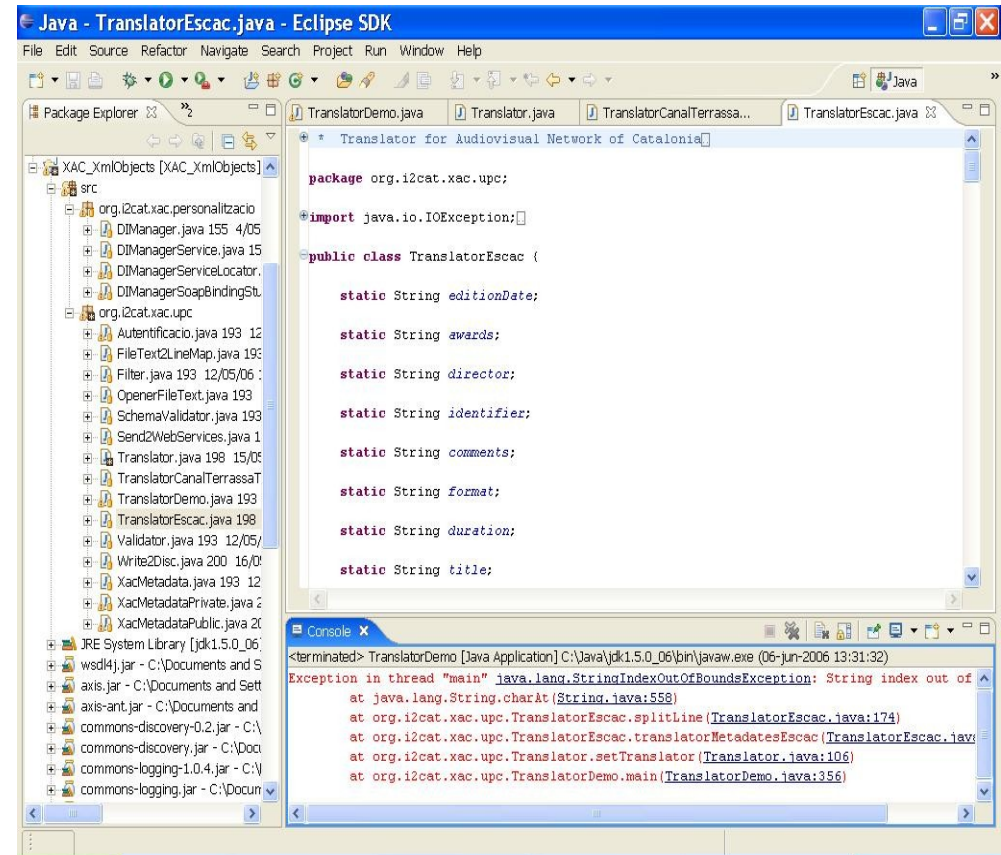 Java - TranslatorEscac.java - Eclipse SDK
File Edit Source Refactor Navigate Search Project Run Window Help
Java
»
Package Explorer
»2
TranslatorDemo.java
Translator.java
TranslatorCanalTerrassa...
TranslatorEscac.java
XAC_XmlObjects [XAC_XmlObjects]
src
org.i2cat.xac.personalitzacio
DIManager.java 155 4/05
DIManagerService.java 15
DIManagerServiceLocator.
DIManagerSoapBindingStu
org.i2cat.xac.upc
Autentificacio.java 193 12
FileText2LineMap.java 193
Filter.java 193 12/05/06 :
OpenerFileText.java 193
SchemaValidator.java 193
Send2WebServices.java 1
Translator.java 198 15/05
TranslatorCanalTerrassaT
TranslatorDemo.java 193
TranslatorEscac.java 198
Validator.java 193 12/05/
Write2Disc.java 200 16/0
XacMetadata.java 193 12
XacMetadataPrivate.java 2
XacMetadataPublic.java 20
JRE System Library [jdk1.5.0_06]
wsdl4j.jar - C:\Documents and S
axis.jar - C:\Documents and Sett
axis-ant.jar - C:\Documents and
commons-discovery-0.2.jar - C:\
commons-discovery.jar - C:\Docu
commons-logging-1.0.4.jar - C:\
commons-logging.jar - C:\Docum
* Translator for Audiovisual Network of Catalonia
package org.i2cat.xac.upc;
import java.io.IOException;
public class TranslatorEscac {
static String editionDate;
static String awards;
static String director;
static String identifier;
static String comments;
static String format;
static String duration;
static String title;
Console
<terminated> TranslatorDemo [Java Application] C:\Java\jdk1.5.0_06\bin\javaw.exe (06-jun-2006 13:31:32)
Exception in thread "main" java.lang.StringIndexOutOfBoundsException: String index out of
at java.lang.String.charAt(String.java:558)
at org.i2cat.xac.upc.TranslatorEscac.splitLine(TranslatorEscac.java:174)
at org.i2cat.xac.upc.TranslatorEscac.translatorMetadatesEscac(TranslatorEscac.jav
at org.i2cat.xac.upc.Translator.setTranslator(Translator.java:106)
at org.i2cat.xac.upc.TranslatorDemo.main(TranslatorDemo.java:356)